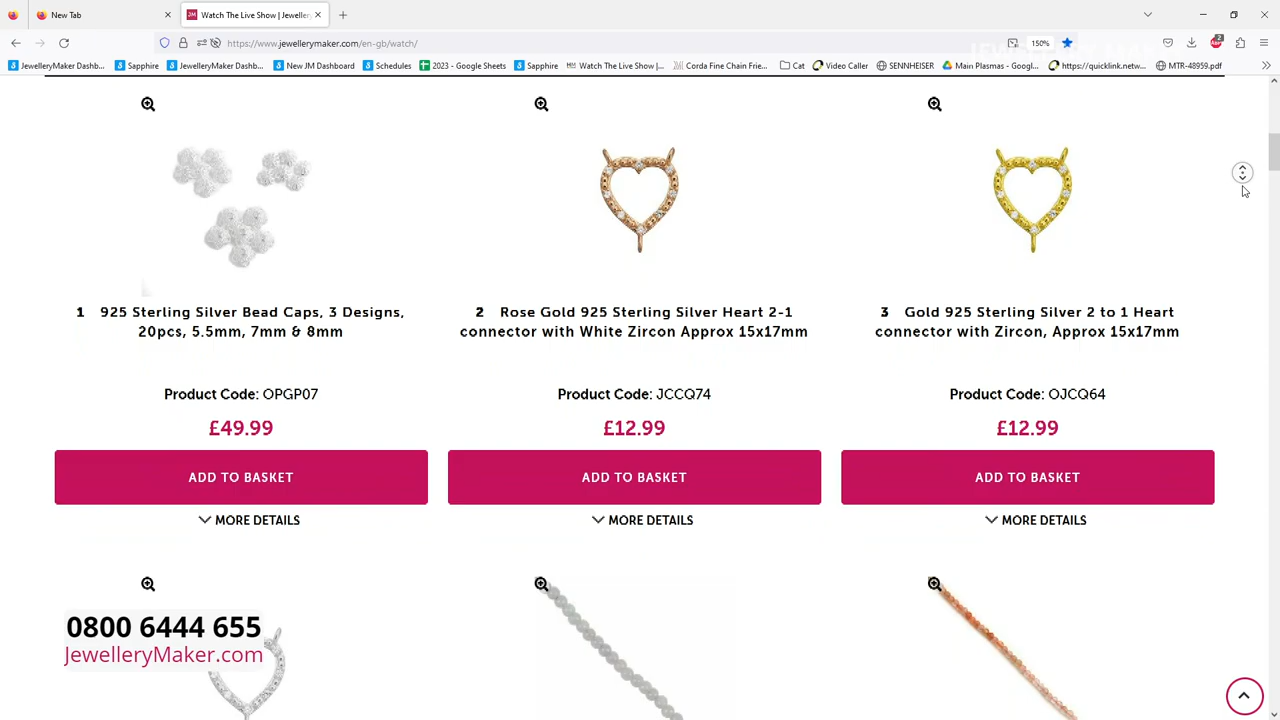 New Tab
JM Watch The Live Show | Jeweller
https://www.jewellerymaker.com/en-gb/watch/
150%
2
JewelleryMaker Dashb...
Sapphire
JewelleryMaker Dashb...
New JM Dashboard
Schedules
2023 - Google Sheets
Sapphire
Watch The Live Show |...
Corda Fine Chain Frie...
Cat
Video Caller
SENNHEISER
Main Plasmas - Googl...
https://quicklink.netw...
MTR-48959.pdf
1 925 Sterling Silver Bead Caps, 3 Designs,
20pcs, 5.5mm, 7mm & 8mm
Product Code: OPGP07
£49.99
ADD TO BASKET
MORE DETAILS
2 Rose Gold 925 Sterling Silver Heart 2-1
connector with White Zircon Approx 15x17mm
Product Code: JCCQ74
£12.99
ADD TO BASKET
MORE DETAILS
3 Gold 925 Sterling Silver 2 to 1 Heart
connector with Zircon, Approx 15x17mm
Product Code: OJCQ64
£12.99
ADD TO BASKET
MORE DETAILS
0800 6444 655
JewelleryMaker.com